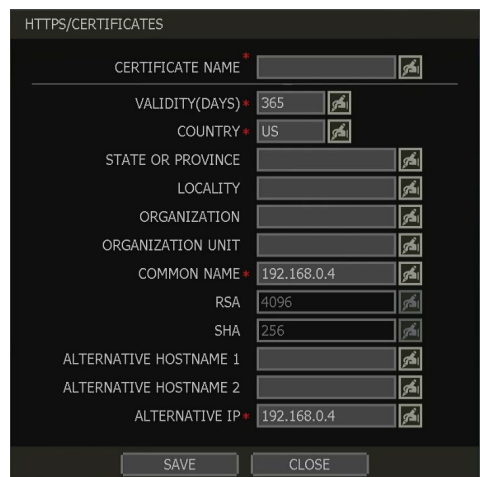 HTTPS/CERTIFICATES
CERTIFICATE NAME *
VALIDITY(DAYS) * 365
COUNTRY * US
STATE OR PROVINCE
LOCALITY
ORGANIZATION
ORGANIZATION UNIT
COMMON NAME * 192.168.0.4
RSA 4096
SHA 256
ALTERNATIVE HOSTNAME 1
ALTERNATIVE HOSTNAME 2
ALTERNATIVE IP * 192.168.0.4
SAVE CLOSE